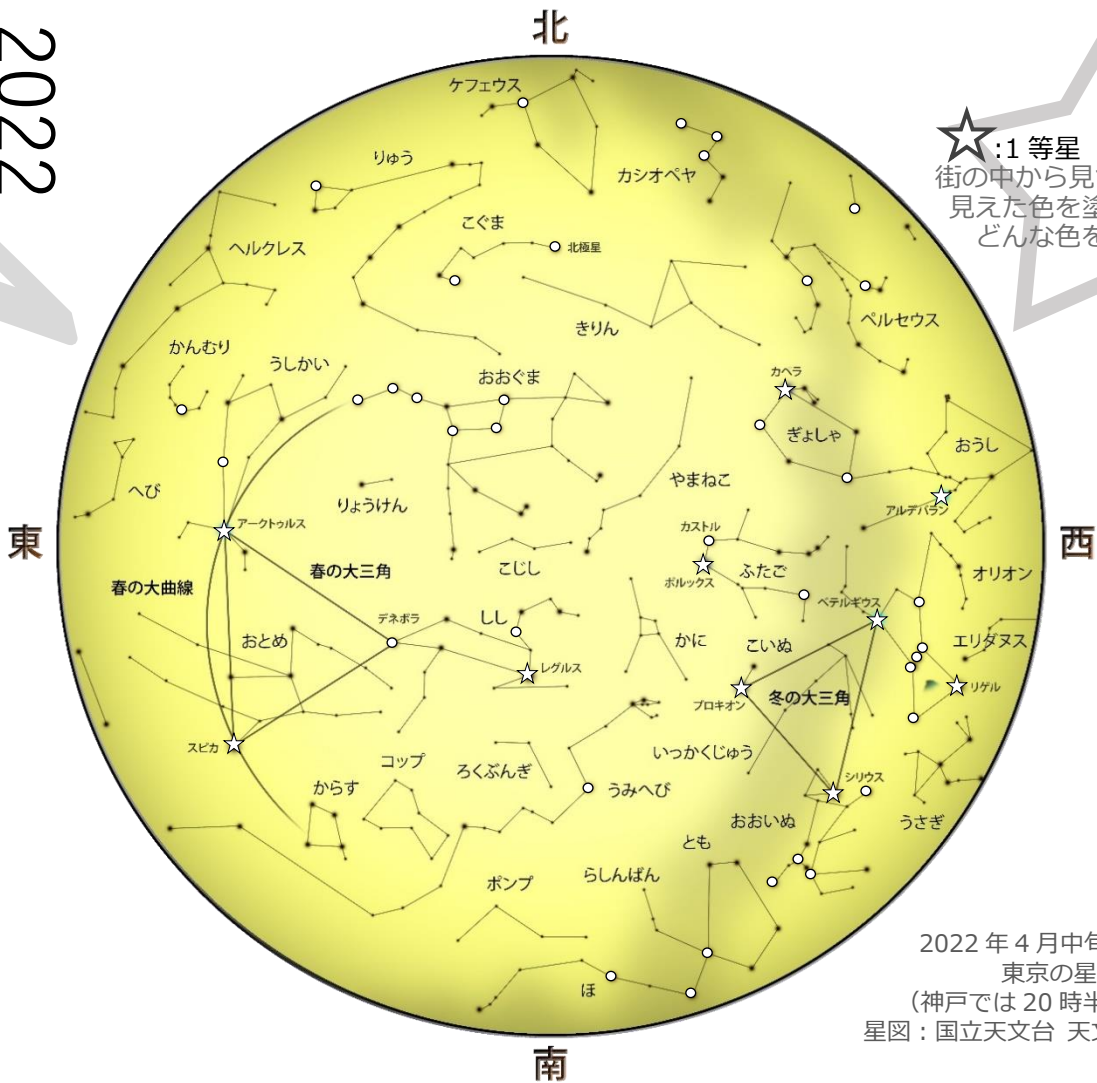 2022
北
☆:1 等星
街の中から見
見えた色を塗
どんな色を
ケフェウス
りゅう
カシオペヤ
こぐま
北極星
ヘルクレス
きりん
ペルセウス
かんむり
うしかい
おおぐま
カペラ
ぎょしゃ
おうし
やまねこ
へび
りょうけん
アルデバラン
アークトゥルス
カストル
東
西
春の大三角
こじし
ポルックス
ふたご
オリオン
春の大曲線
ベテルギウス
デネボラ
しし
おとめ
かに
こいぬ
エリダヌス
レグルス
リゲル
プロキオン
冬の大三角
スピカ
いっかくじゅう
コップ
ろくぶんぎ
シリウス
からす
うみへび
おおいぬ
うさぎ
とも
ポンプ
らしんばん
ほ
2022 年 4 月中旬
東京の星
(神戸では 20 時半
星図:国立天文台 天文
南